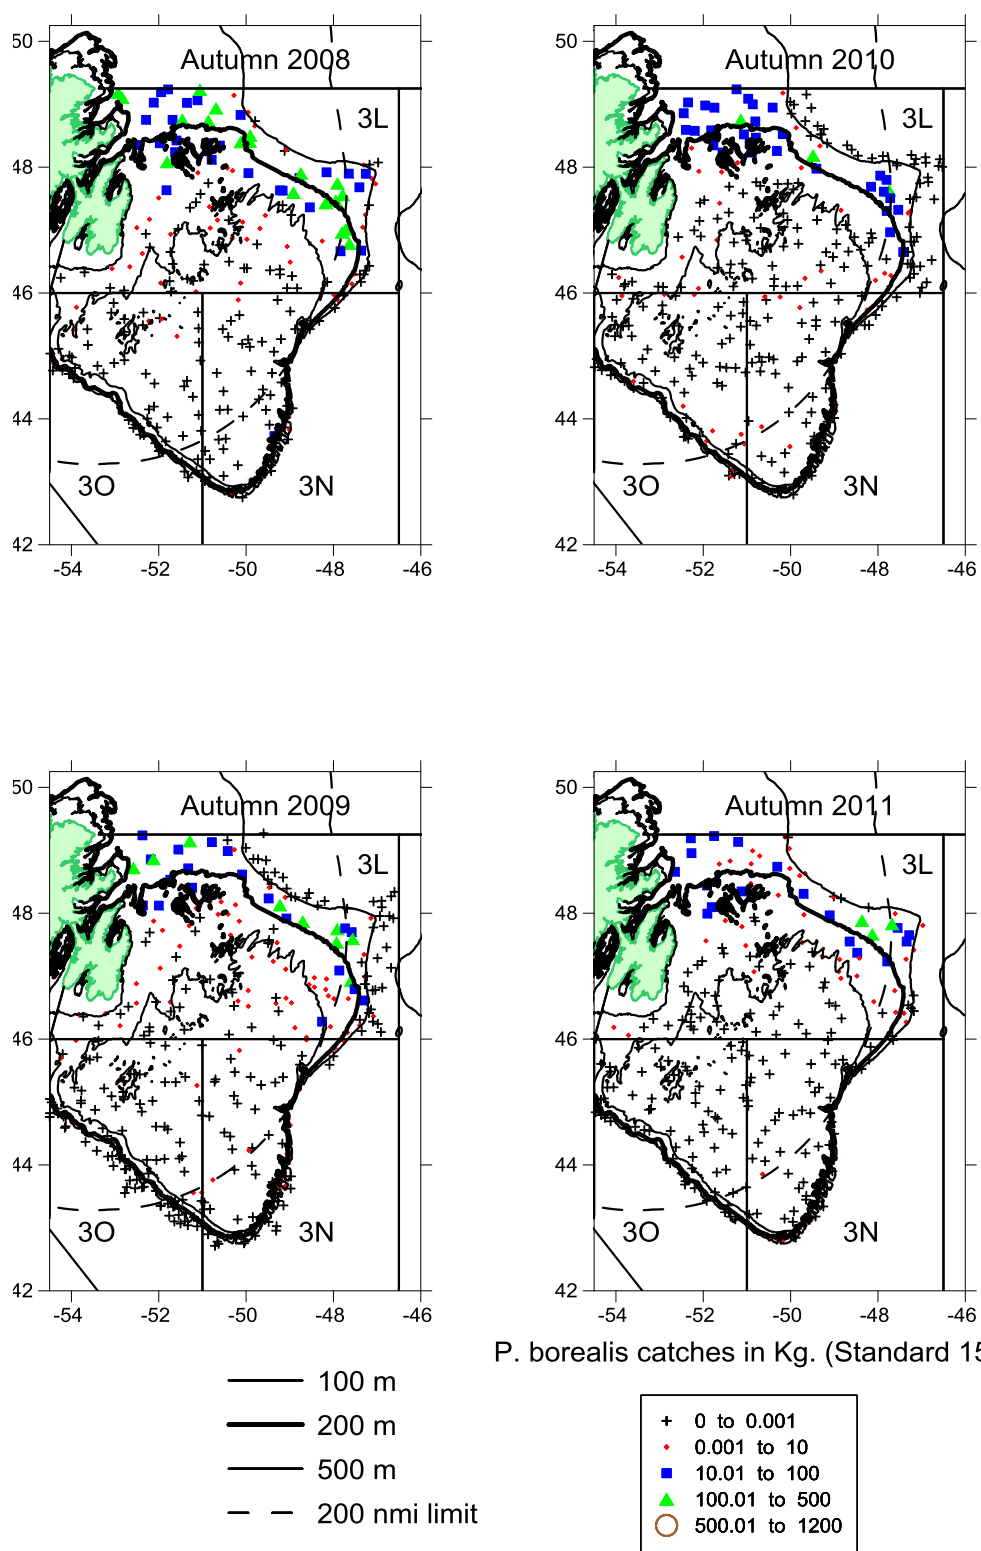 Autumn 2008
3L
3O
3N
50
48
46
44
42
-54 -52 -50 -48 -46
Autumn 2010
3L
3O
3N
50
48
46
44
42
-54 -52 -50 -48 -46
Autumn 2009
3L
3O
3N
50
48
46
44
42
-54 -52 -50 -48 -46
Autumn 2011
3L
3O
3N
50
48
46
44
42
-54 -52 -50 -48 -46
P. borealis catches in Kg. (Standard 15
100 m
200 m
500 m
200 nmi limit
0 to 0.001
0.001 to 10
10.01 to 100
100.01 to 500
500.01 to 1200